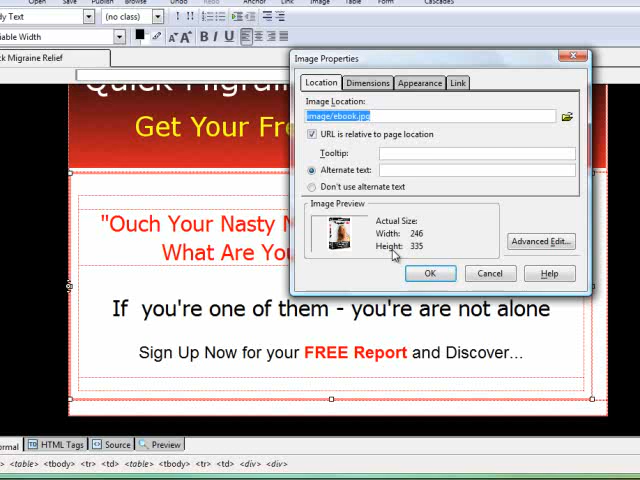 Save Publish Browse Undo Anchor Link Image Table Form Cascades
dy Text
(no class)
iable Width
ck Migraine Relief
Quick Migrai
Get Your Fre
"Ouch Your Nasty
What Are You
If you're one of them - you're are not alone
Sign Up Now for your FREE Report and Discover...
Image Properties
Location Dimensions Appearance Link
Image Location:
image/ebook.jpg
URL is relative to page location
Tooltip:
Alternate text:
Don't use alternate text
Image Preview
Actual Size:
Width: 246
Height: 335
Advanced Edit...
OK Cancel Help
ormal HTML Tags Source Preview
<table> <tbody> <tr> <td> <table> <tbody> <tr> <td> <div> <div>